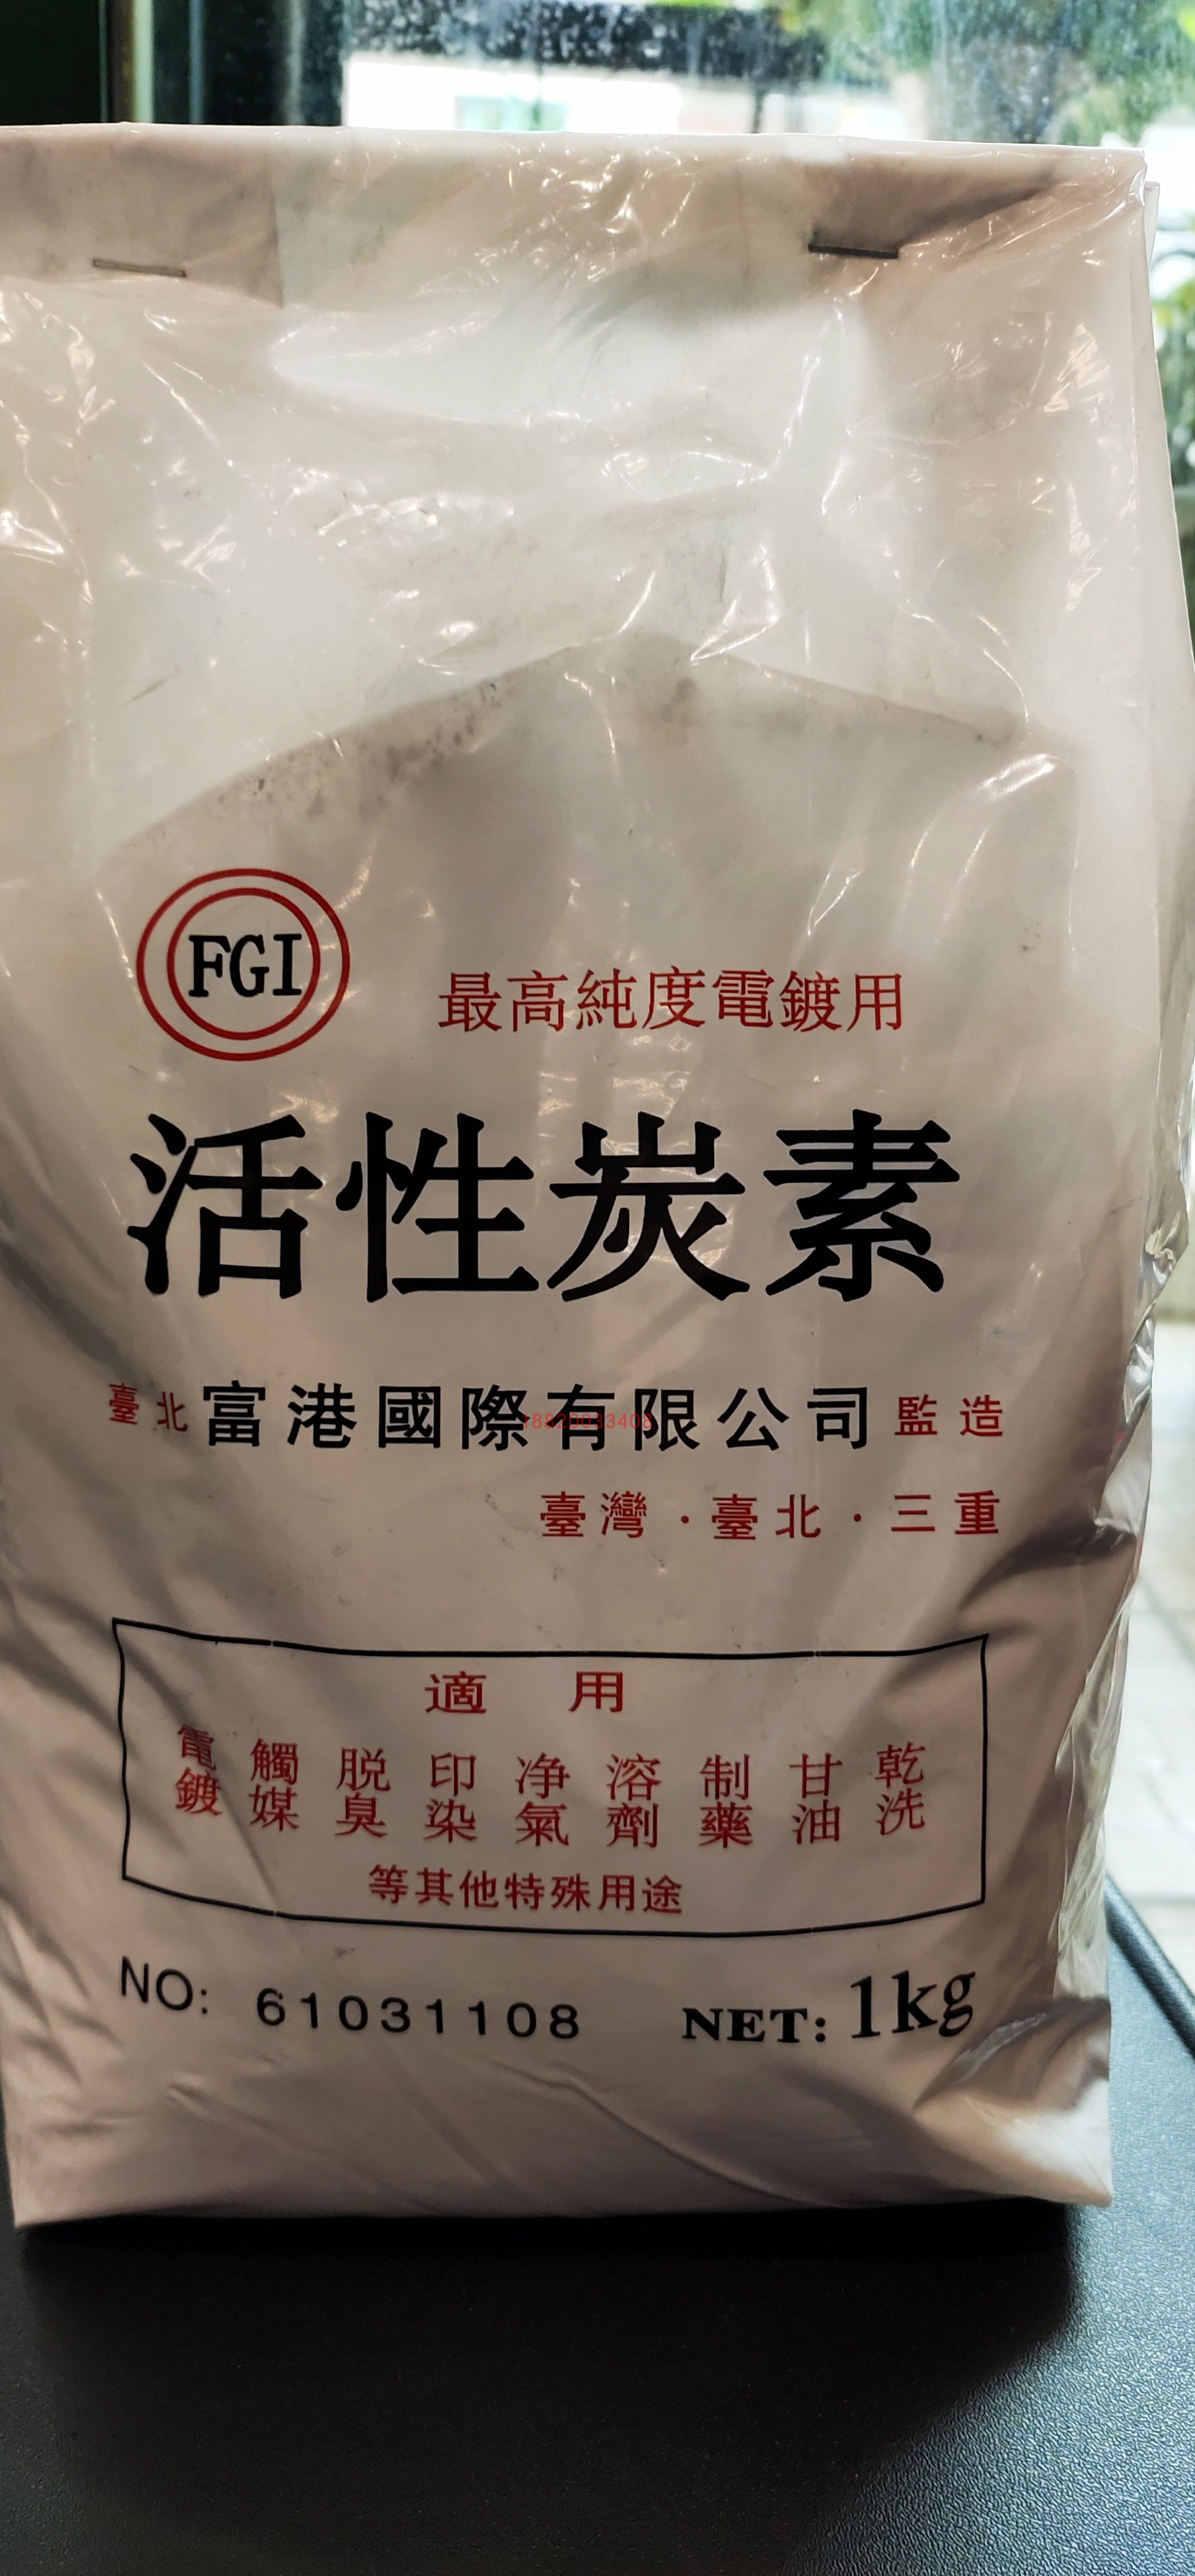 FGI
最高純度電鍍用
活性炭素
臺北富港國際有限公司監造
臺灣·臺北·三重
適用
電鍍 觸媒 脱臭 印染 净氣 溶劑 制藥 甘油 乾洗
等其他特殊用途
NO: 61031108 NET: 1kg